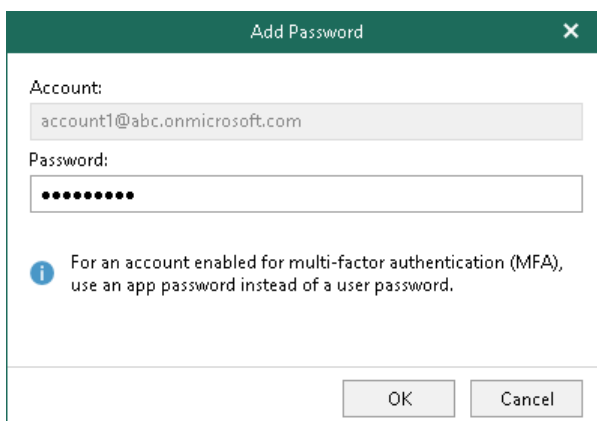 Add Password
Account:
account1@abc.onmicrosoft.com
Password:
●●●●●●●●●
For an account enabled for multi-factor authentication (MFA),
use an app password instead of a user password.
OK
Cancel